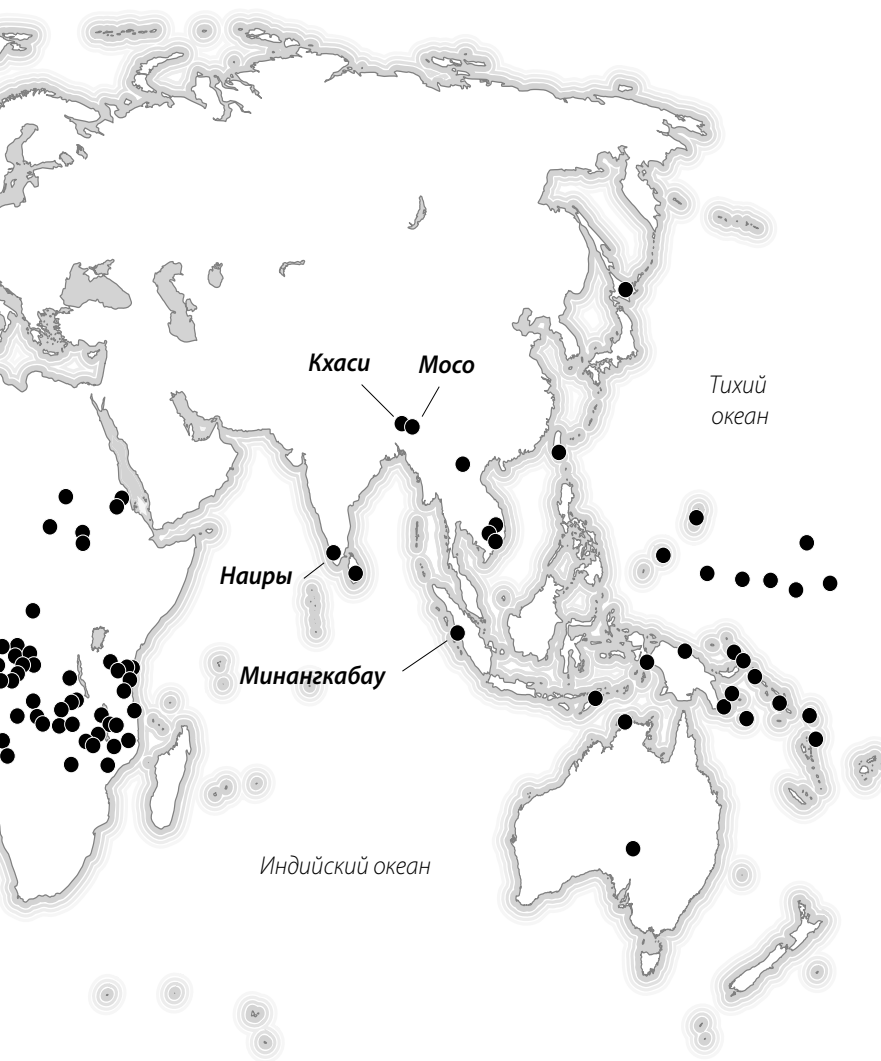 Кхаси
Мосо
Тихий
океан
Наиры
Минангкабау
Индийский океан